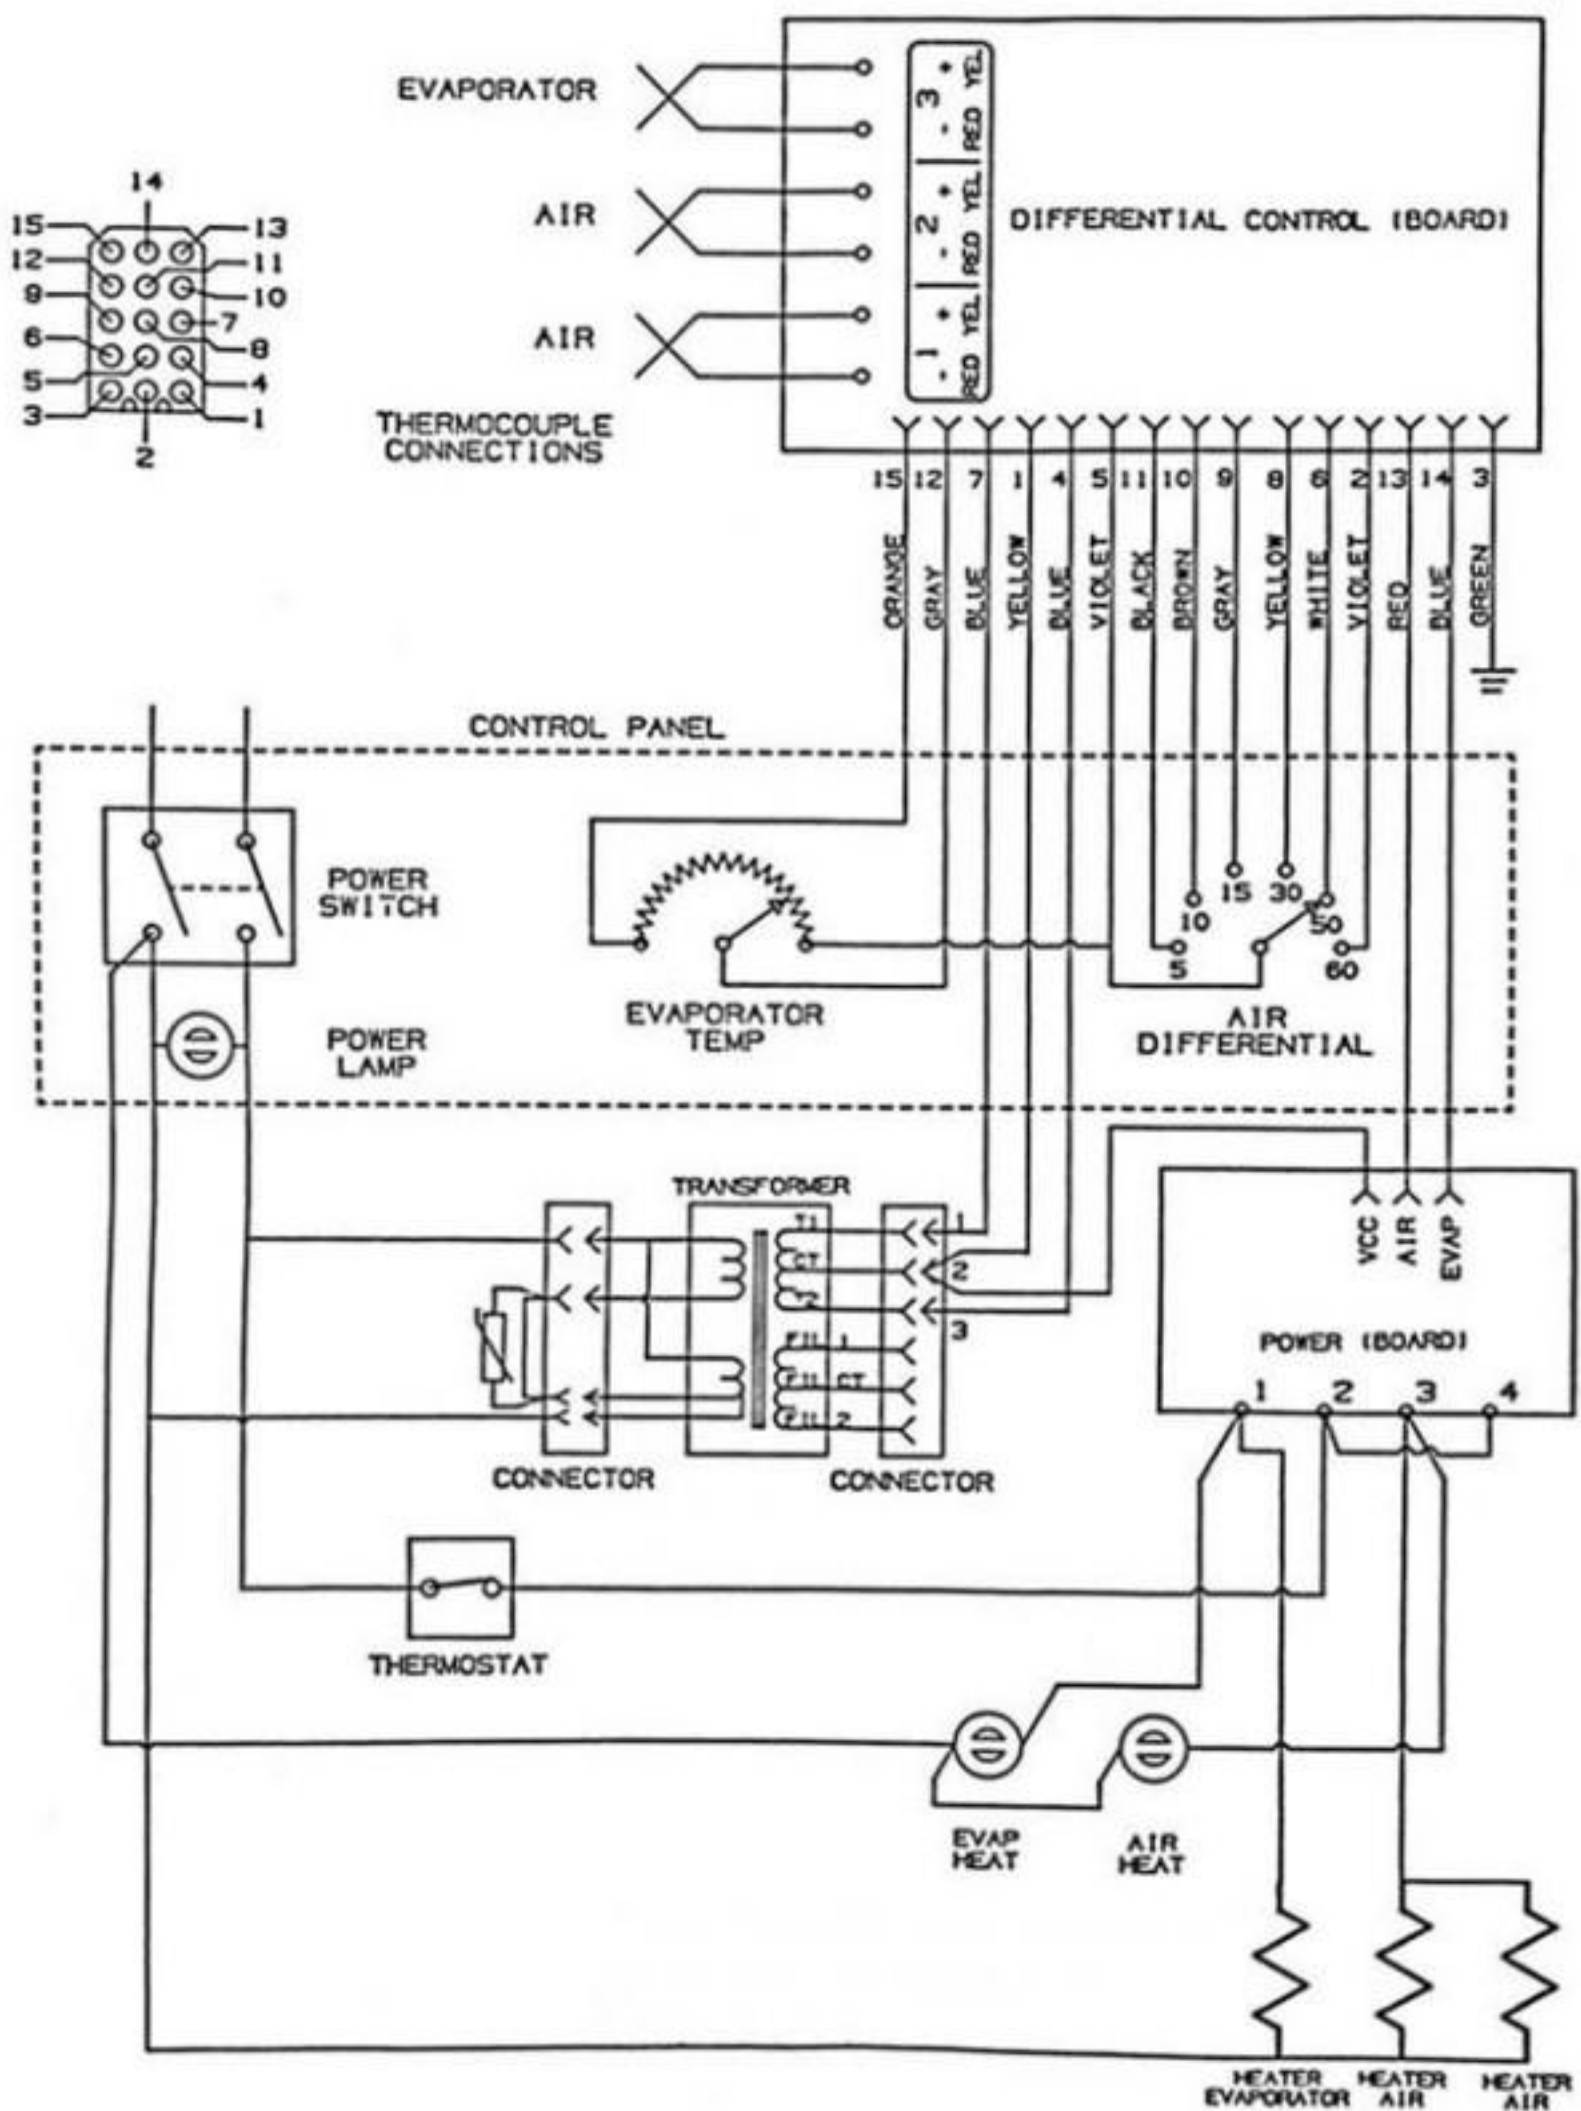 EVAPORATOR
3 + YEL
- RED
AIR
2 + YEL
- RED
AIR
1 + YEL
- RED
DIFFERENTIAL CONTROL (BOARD)
THERMOCOUPLE
CONNECTIONS
14
15
13
12
11
9
10
6
7
5
8
3
4
2
1
15 12 7 1 4 5 11 10 9 8 6 2 13 14 3
ORANGE
GRAY
BLUE
YELLOW
BLUE
VIOLET
BLACK
BROWN
GRAY
YELLOW
WHITE
VIOLET
RED
BLUE
GREEN
CONTROL PANEL
POWER
SWITCH
POWER
LAMP
EVAPORATOR
TEMP
5
10
15
30
50
60
AIR
DIFFERENTIAL
TRANSFORMER
T1
CT
T2
FIL 1
FIL CT
FIL 2
1
2
3
CONNECTOR
CONNECTOR
VCC
AIR
EVAP
POWER (BOARD)
1 2 3 4
THERMOSTAT
EVAP
HEAT
AIR
HEAT
HEATER
EVAPORATOR
HEATER
AIR
HEATER
AIR